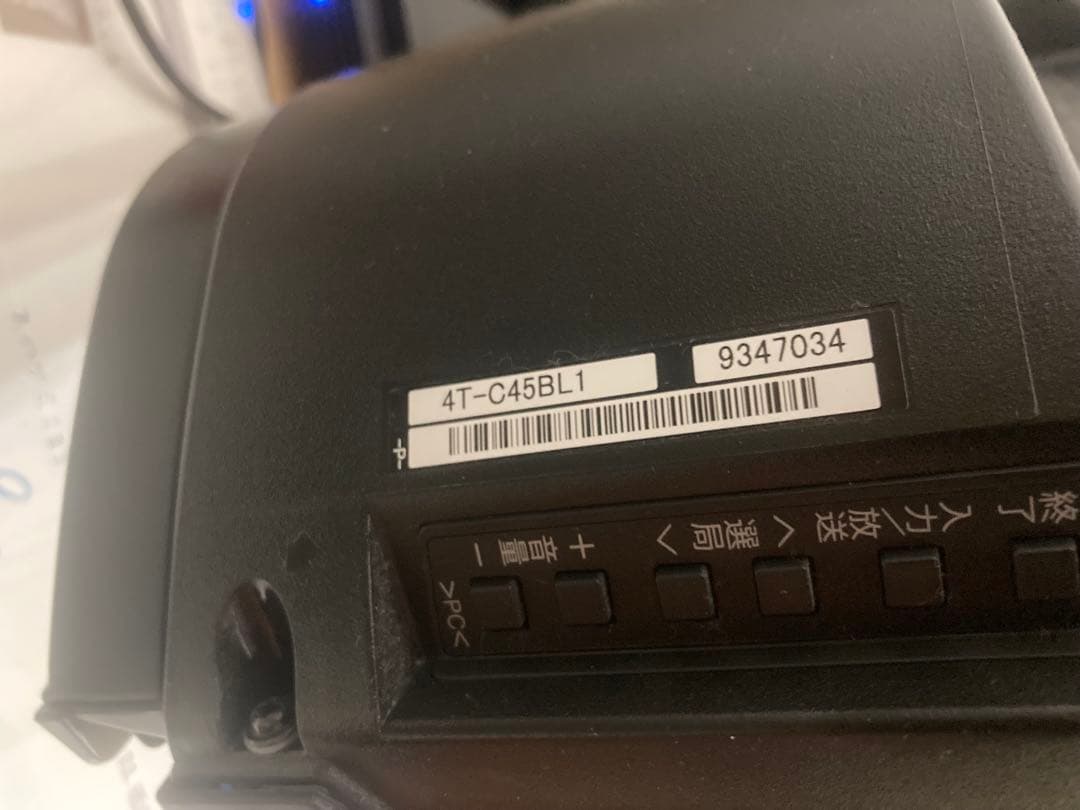 4T-C45BL1
9347034
-P-
− 音量 +
∨ 選局 ∧
入力/放送
終了
>PC<